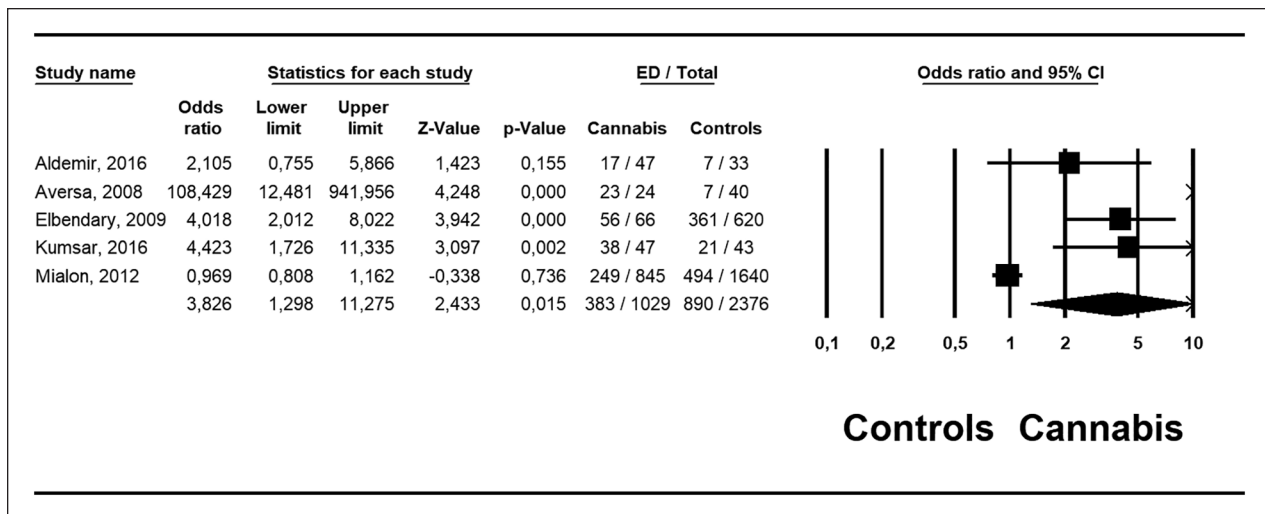 Study name Statistics for each study ED / Total Odds ratio and 95% CI
Odds ratio Lower limit Upper limit Z-Value p-Value Cannabis Controls
Aldemir, 2016 2,105 0,755 5,866 1,423 0,155 17 / 47 7 / 33
Aversa, 2008 108,429 12,481 941,956 4,248 0,000 23 / 24 7 / 40
Elbendary, 2009 4,018 2,012 8,022 3,942 0,000 56 / 66 361 / 620
Kumsar, 2016 4,423 1,726 11,335 3,097 0,002 38 / 47 21 / 43
Mialon, 2012 0,969 0,808 1,162 -0,338 0,736 249 / 845 494 / 1640
3,826 1,298 11,275 2,433 0,015 383 / 1029 890 / 2376
0,1 0,2 0,5 1 2 5 10
Controls Cannabis